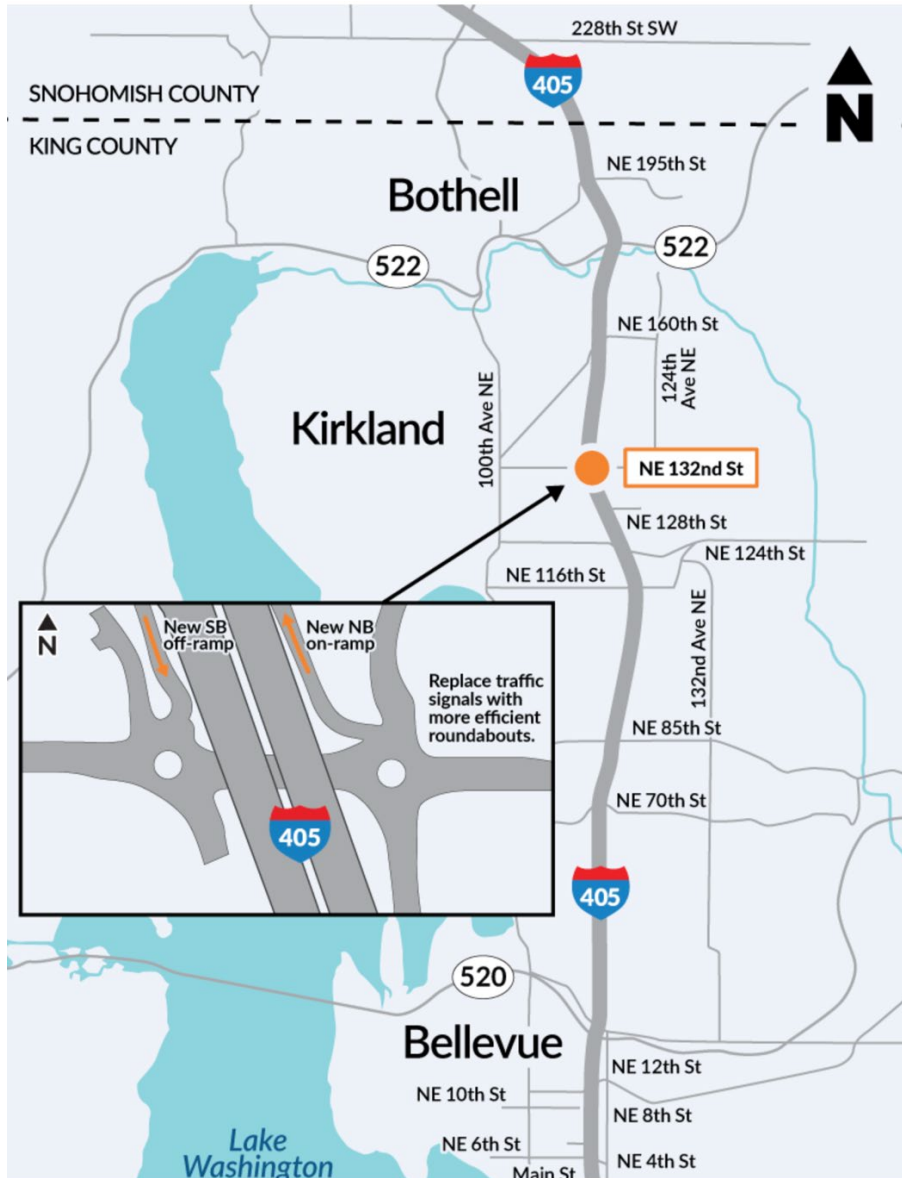 228th St SW
405
SNOHOMISH COUNTY
N
KING COUNTY
NE 195th St
Bothell
522
522
NE 160th St
124th
Ave NE
100th Ave NE
Kirkland
NE 132nd St
NE 128th St
NE 124th St
NE 116th St
132nd Ave NE
N
New SB
off-ramp
New NB
on-ramp
Replace traffic
signals with
more efficient
roundabouts.
405
NE 85th St
NE 70th St
405
520
Bellevue
NE 12th St
NE 10th St
NE 8th St
NE 6th St
NE 4th St
Main St
Lake
Washington